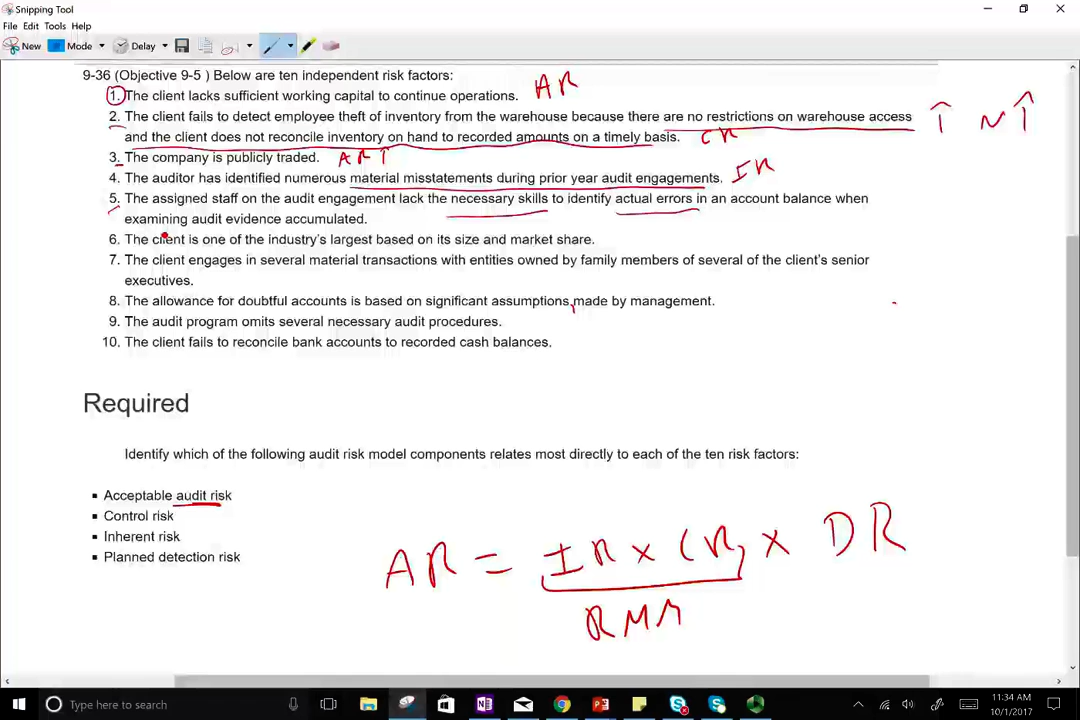 Snipping Tool
File Edit Tools Help
New Mode Delay
9-36 (Objective 9-5 ) Below are ten independent risk factors:
1. The client lacks sufficient working capital to continue operations. AR
2. The client fails to detect employee theft of inventory from the warehouse because there are no restrictions on warehouse access
and the client does not reconcile inventory on hand to recorded amounts on a timely basis. CR
3. The company is publicly traded. AR↑
4. The auditor has identified numerous material misstatements during prior year audit engagements. IR
5. The assigned staff on the audit engagement lack the necessary skills to identify actual errors in an account balance when
examining audit evidence accumulated.
6. The client is one of the industry's largest based on its size and market share.
7. The client engages in several material transactions with entities owned by family members of several of the client's senior
executives.
8. The allowance for doubtful accounts is based on significant assumptions made by management.
9. The audit program omits several necessary audit procedures.
10. The client fails to reconcile bank accounts to recorded cash balances.
Required
Identify which of the following audit risk model components relates most directly to each of the ten risk factors:
▪ Acceptable audit risk
▪ Control risk
▪ Inherent risk
▪ Planned detection risk
AR = IR x CR x DR
RMM
Type here to search
11:34 AM
10/1/2017